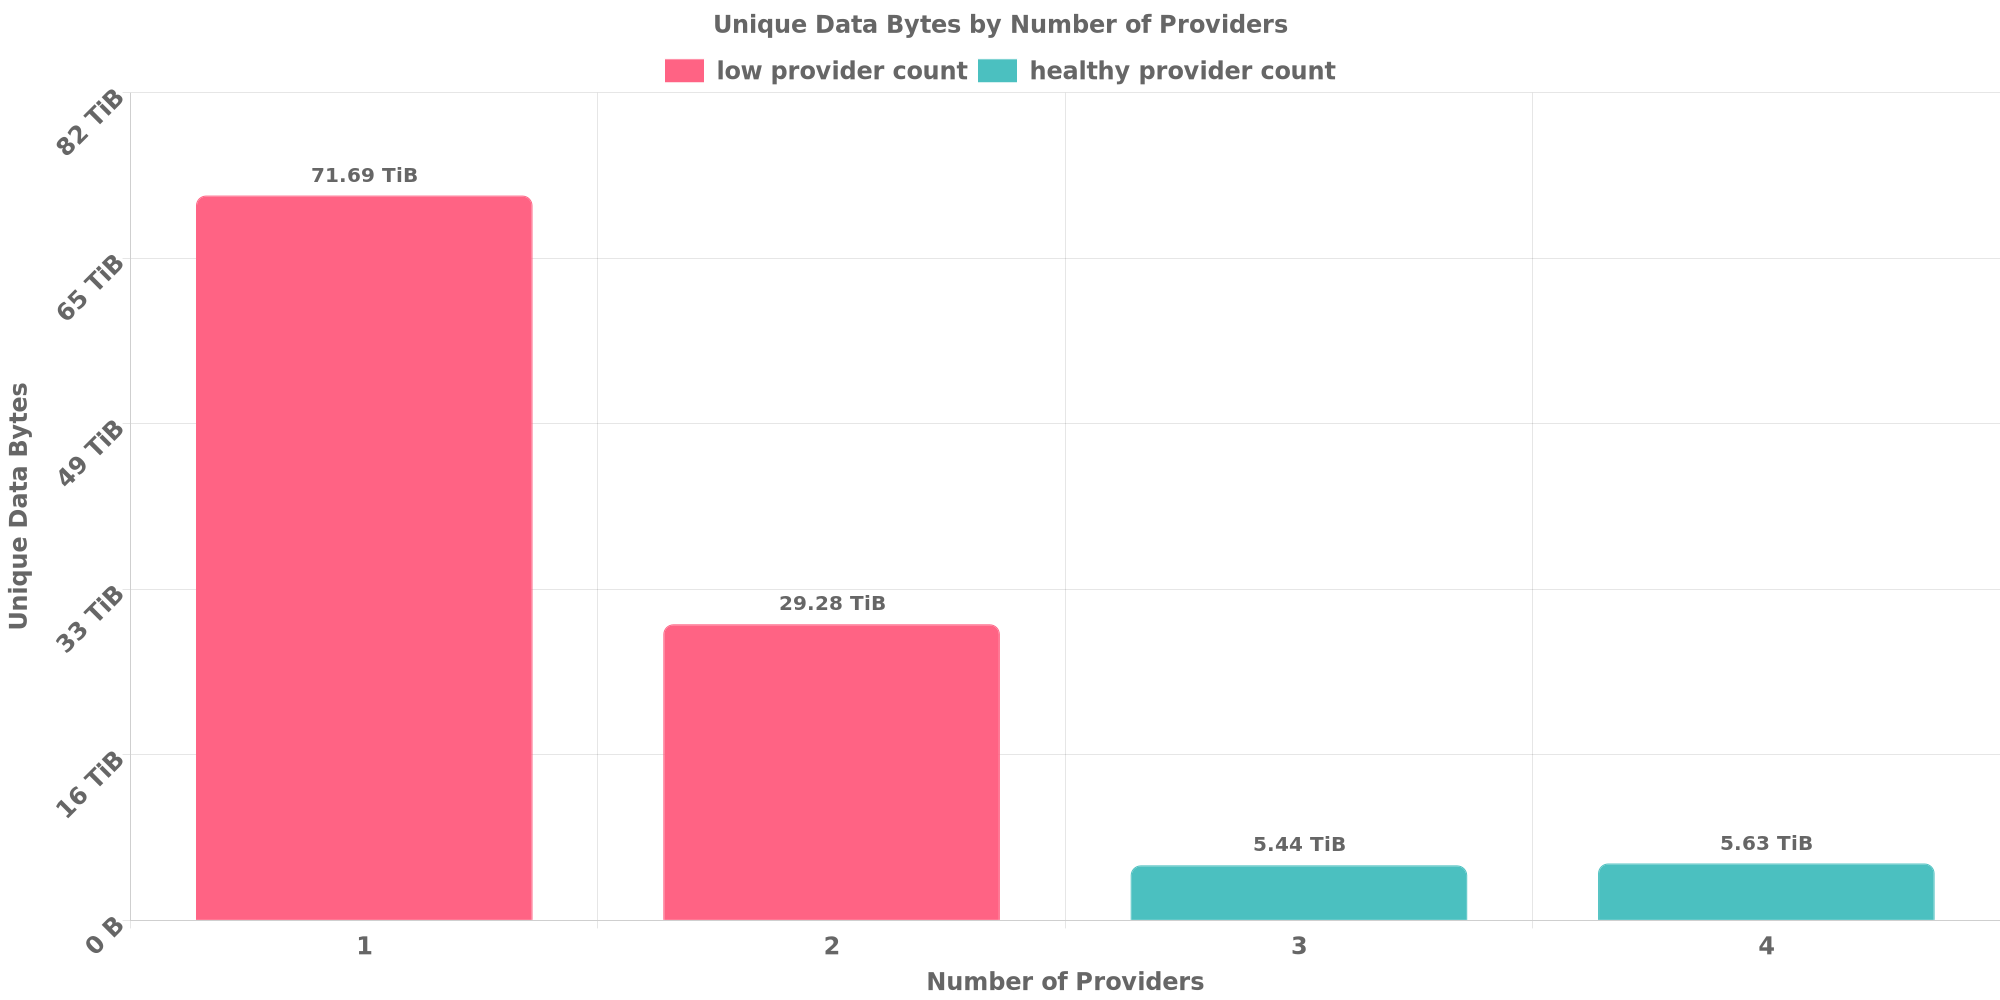 Unique Data Bytes by Number of Providers
low provider count healthy provider count
82 TiB
65 TiB
49 TiB
33 TiB
16 TiB
0 B
Unique Data Bytes
71.69 TiB
29.28 TiB
5.44 TiB
5.63 TiB
1 2 3 4
Number of Providers